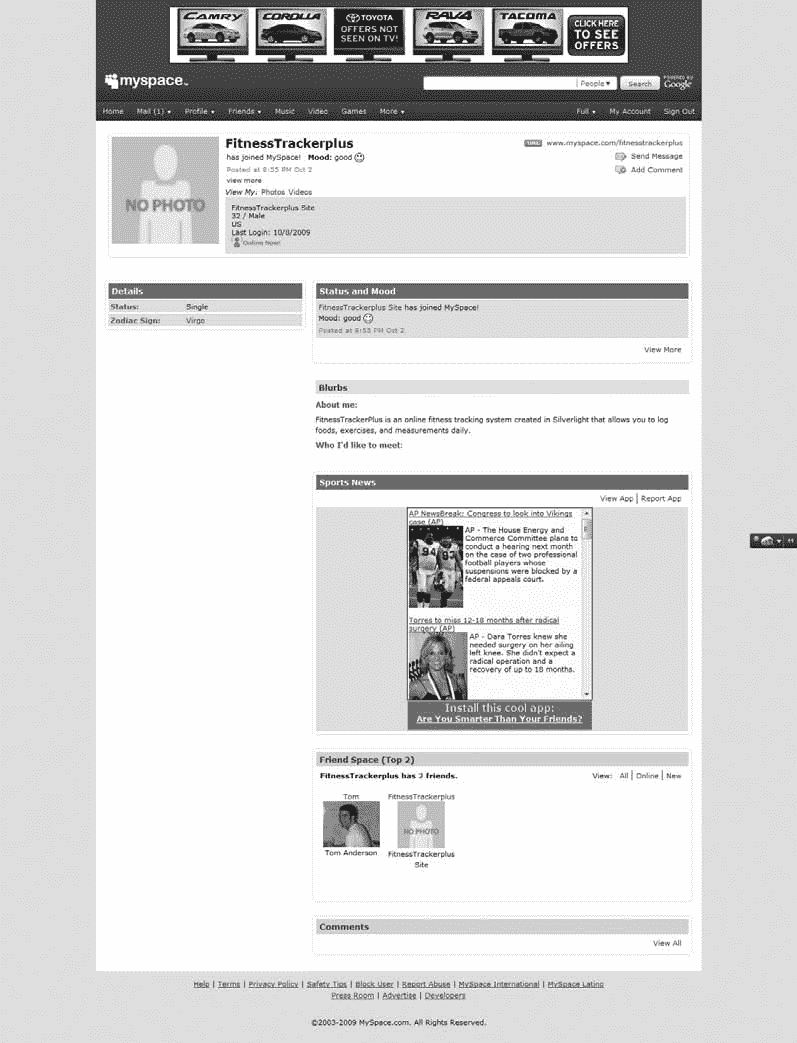 CAMRY COROLLA TOYOTA RAV4 TACOMA
OFFERS NOT
SEEN ON TV!
CLICK HERE
TO SEE
OFFERS
myspace
People Search POWERED BY Google
Home Mail (1) Profile Friends Music Video Games More Full My Account Sign Out
FitnessTrackerplus
URL www.myspace.com/fitnesstrackerplus
has joined MySpace! Mood: good
Send Message
Posted at 8:55 PM Oct 2
Add Comment
view more
View My: Photos Videos
NO PHOTO
FitnessTrackerplus Site
32 / Male
US
Last Login: 10/8/2009
Online Now!
Details
Status: Single
Zodiac Sign: Virgo
Status and Mood
FitnessTrackerplus Site has joined MySpace!
Mood: good
Posted at 8:55 PM Oct 2
View More
Blurbs
About me:
FitnessTrackerPlus is an online fitness tracking system created in Silverlight that allows you to log
foods, exercises, and measurements daily.
Who I'd like to meet:
Sports News
View App | Report App
AP NewsBreak: Congress to look into Vikings
case (AP)
AP - The House Energy and
Commerce Committee plans to
conduct a hearing next month
on the case of two professional
football players whose
suspensions were blocked by a
federal appeals court.
Torres to miss 12-18 months after radical
surgery (AP)
AP - Dara Torres knew she
needed surgery on her ailing
left knee. She didn't expect a
radical operation and a
recovery of up to 18 months.
Install this cool app:
Are You Smarter Than Your Friends?
Friend Space (Top 2)
FitnessTrackerplus has 2 friends.
View: All | Online | New
Tom FitnessTrackerplus
NO PHOTO
Tom Anderson FitnessTrackerplus
Site
Comments
View All
Help | Terms | Privacy Policy | Safety Tips | Block User | Report Abuse | MySpace International | MySpace Latino
Press Room | Advertise | Developers
©2003-2009 MySpace.com. All Rights Reserved.